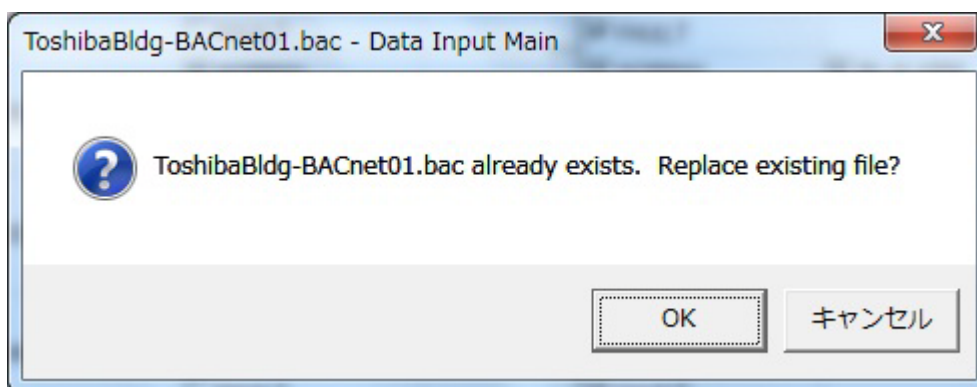 ToshibaBldg-BACnet01.bac - Data Input Main
ToshibaBldg-BACnet01.bac already exists.  Replace existing file?
OK
キャンセル